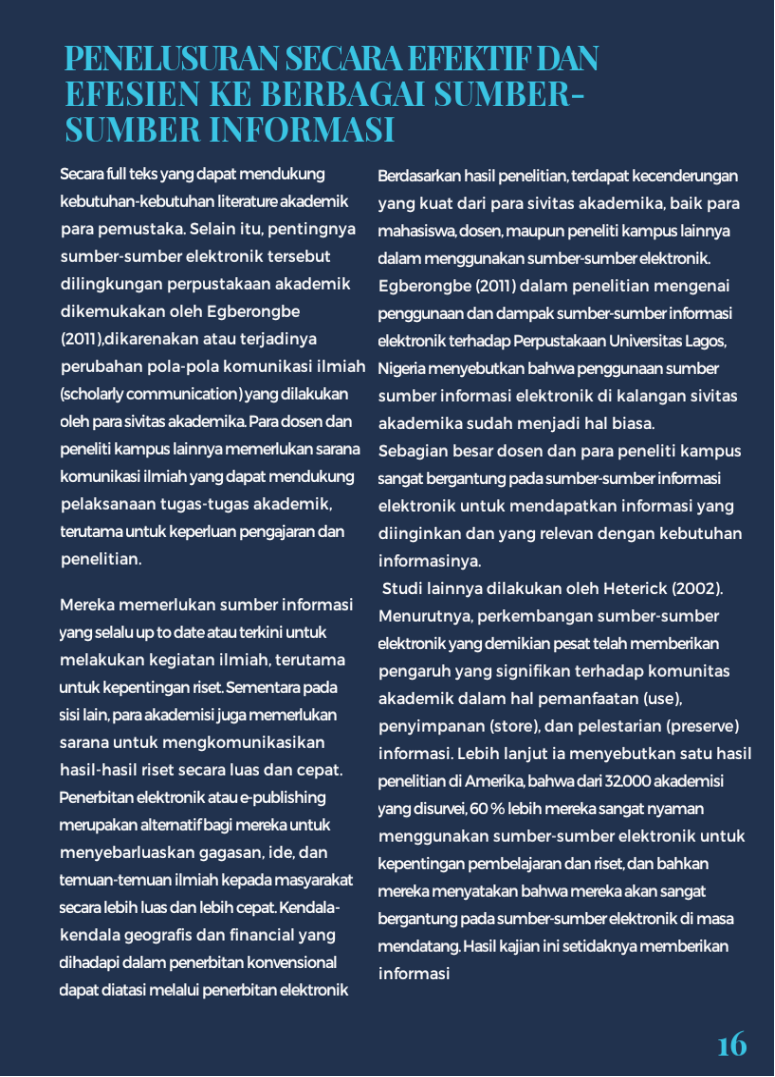 PENELUSURAN SECARA EFEKTIF DAN
EFESIEN KE BERBAGAI SUMBER-
SUMBER INFORMASI
Secara full teks yang dapat mendukung
kebutuhan-kebutuhan literature akademik
para pemustaka. Selain itu, pentingnya
sumber-sumber elektronik tersebut
dilingkungan perpustakaan akademik
dikemukakan oleh Egberongbe
(2011),dikarenakan atau terjadinya
perubahan pola-pola komunikasi ilmiah
(scholarly communication) yang dilakukan
oleh para sivitas akademika. Para dosen dan
peneliti kampus lainnya memerlukan sarana
komunikasi ilmiah yang dapat mendukung
pelaksanaan tugas-tugas akademik,
terutama untuk keperluan pengajaran dan
penelitian.
Mereka memerlukan sumber informasi
yang selalu up to date atau terkini untuk
melakukan kegiatan ilmiah, terutama
untuk kepentingan riset. Sementara pada
sisi lain, para akademisi juga memerlukan
sarana untuk mengkomunikasikan
hasil-hasil riset secara luas dan cepat.
Penerbitan elektronik atau e-publishing
merupakan alternatif bagi mereka untuk
menyebarluaskan gagasan, ide, dan
temuan-temuan ilmiah kepada masyarakat
secara lebih luas dan lebih cepat. Kendala-
kendala geografis dan financial yang
dihadapi dalam penerbitan konvensional
dapat diatasi melalui penerbitan elektronik
Berdasarkan hasil penelitian, terdapat kecenderungan
yang kuat dari para sivitas akademika, baik para
mahasiswa, dosen, maupun peneliti kampus lainnya
dalam menggunakan sumber-sumber elektronik.
Egberongbe (2011) dalam penelitian mengenai
penggunaan dan dampak sumber-sumber informasi
elektronik terhadap Perpustakaan Universitas Lagos,
Nigeria menyebutkan bahwa penggunaan sumber
sumber informasi elektronik di kalangan sivitas
akademika sudah menjadi hal biasa.
Sebagian besar dosen dan para peneliti kampus
sangat bergantung pada sumber-sumber informasi
elektronik untuk mendapatkan informasi yang
diinginkan dan yang relevan dengan kebutuhan
informasinya.
Studi lainnya dilakukan oleh Heterick (2002).
Menurutnya, perkembangan sumber-sumber
elektronik yang demikian pesat telah memberikan
pengaruh yang signifikan terhadap komunitas
akademik dalam hal pemanfaatan (use),
penyimpanan (store), dan pelestarian (preserve)
informasi. Lebih lanjut ia menyebutkan satu hasil
penelitian di Amerika, bahwa dari 32.000 akademisi
yang disurvei, 60 % lebih mereka sangat nyaman
menggunakan sumber-sumber elektronik untuk
kepentingan pembelajaran dan riset, dan bahkan
mereka menyatakan bahwa mereka akan sangat
bergantung pada sumber-sumber elektronik di masa
mendatang. Hasil kajian ini setidaknya memberikan
informasi
16